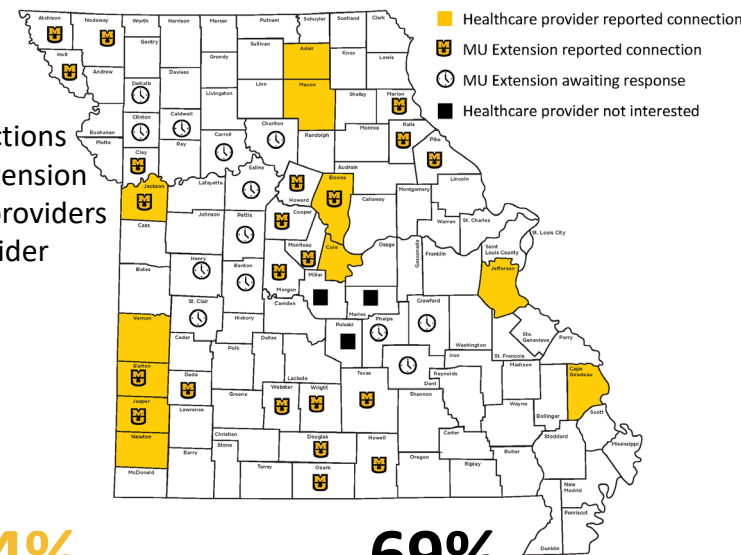 Healthcare provider reported connection
MU Extension reported connection
MU Extension awaiting response
Healthcare provider not interested
ctions
tension
providers
ider
Atchison
Nodaway
Worth
Harrison
Mercer
Putnam
Schuyler
Scotland
Clark
Gentry
Sullivan
Adair
Knox
Lewis
Holt
Andrew
DeKalb
Daviess
Grundy
Linn
Macon
Shelby
Marion
Livingston
Buchanan
Clinton
Caldwell
Carroll
Chariton
Randolph
Monroe
Ralls
Pike
Platte
Clay
Ray
Saline
Howard
Boone
Audrain
Jackson
Lafayette
Cooper
Callaway
Montgomery
Lincoln
Warren
St. Charles
St. Louis City
Cass
Johnson
Pettis
Moniteau
Cole
Osage
Gasconade
Franklin
Saint
Louis County
Jefferson
Bates
Henry
Benton
Morgan
Miller
Camden
Maries
Phelps
Crawford
Washington
Ste.
Genevieve
Perry
St. Clair
Hickory
Pulaski
Vernon
Cedar
Polk
Dallas
Laclede
Texas
Dent
Iron
St. Francois
Reynolds
Madison
Cape
Girardeau
Barton
Dade
Greene
Webster
Wright
Shannon
Wayne
Bollinger
Scott
Jasper
Lawrence
Christian
Douglas
Howell
Carter
Stoddard
Mississippi
Newton
Stone
Barry
Taney
Ozark
Oregon
Ripley
Butler
McDonald
New
Madrid
Pemiscot
Dunklin
4%
69%